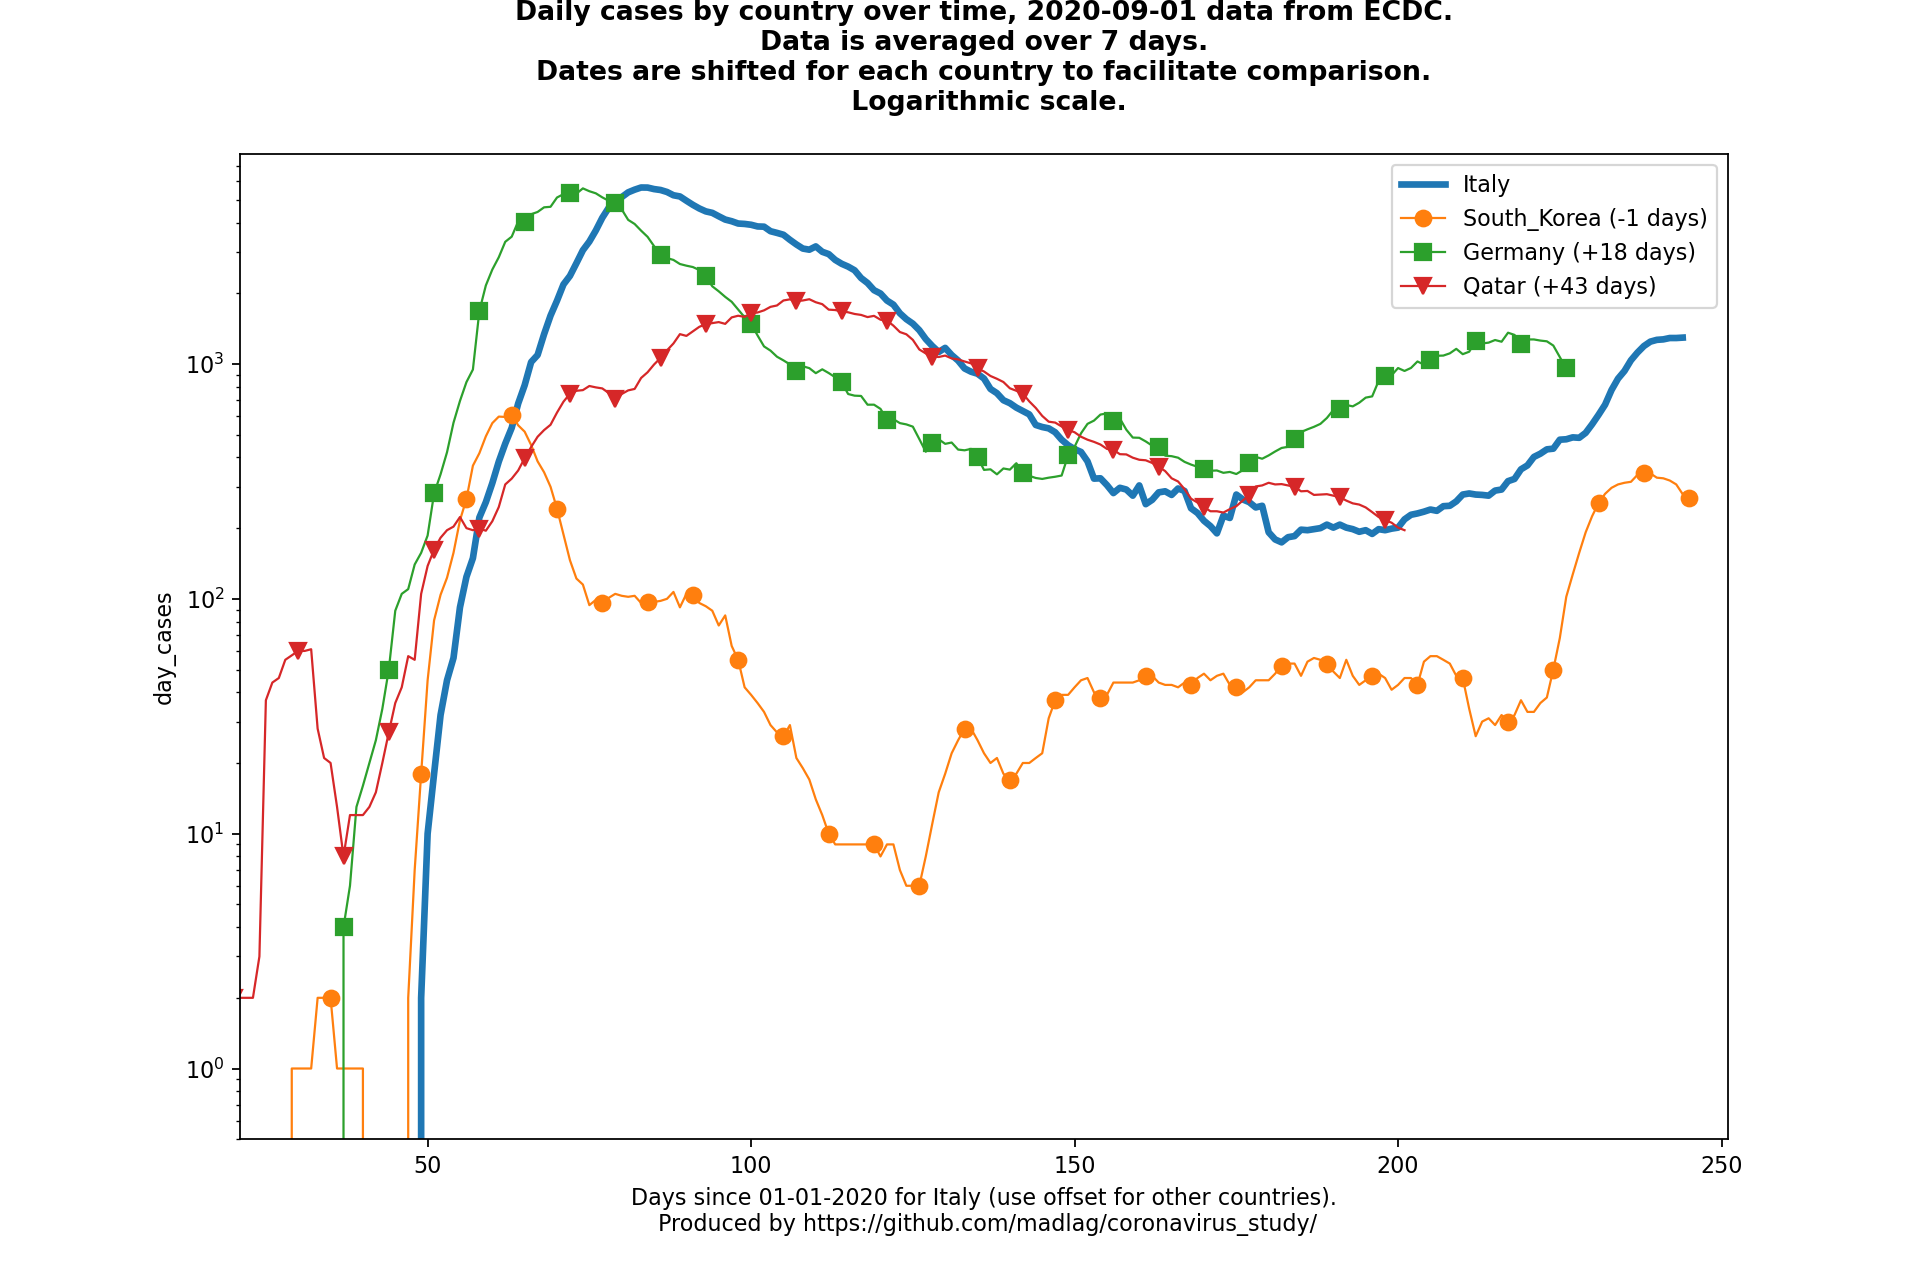 Daily cases by country over time, 2020-09-01 data from ECDC.
Data is averaged over 7 days.
Dates are shifted for each country to facilitate comparison.
Logarithmic scale.
Italy
South_Korea (-1 days)
Germany (+18 days)
Qatar (+43 days)
day_cases
10³
10²
10¹
10⁰
50
100
150
200
250
Days since 01-01-2020 for Italy (use offset for other countries).
Produced by https://github.com/madlag/coronavirus_study/